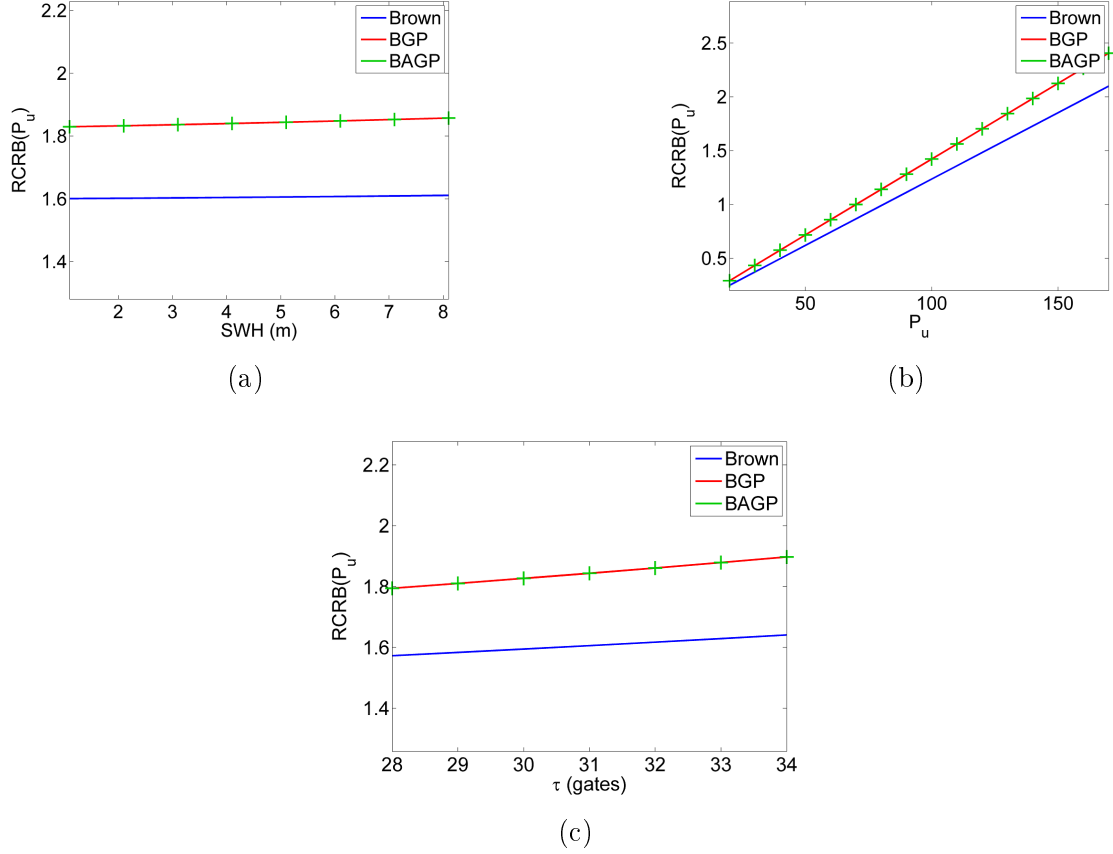 2.2
2
1.8
1.6
1.4
RCRB(P_u)
2 3 4 5 6 7 8
SWH (m)
Brown
BGP
BAGP
(a)
2.5
2
1.5
1
0.5
RCRB(P_u)
50 100 150
P_u
Brown
BGP
BAGP
(b)
2.2
2
1.8
1.6
1.4
RCRB(P_u)
28 29 30 31 32 33 34
τ (gates)
Brown
BGP
BAGP
(c)